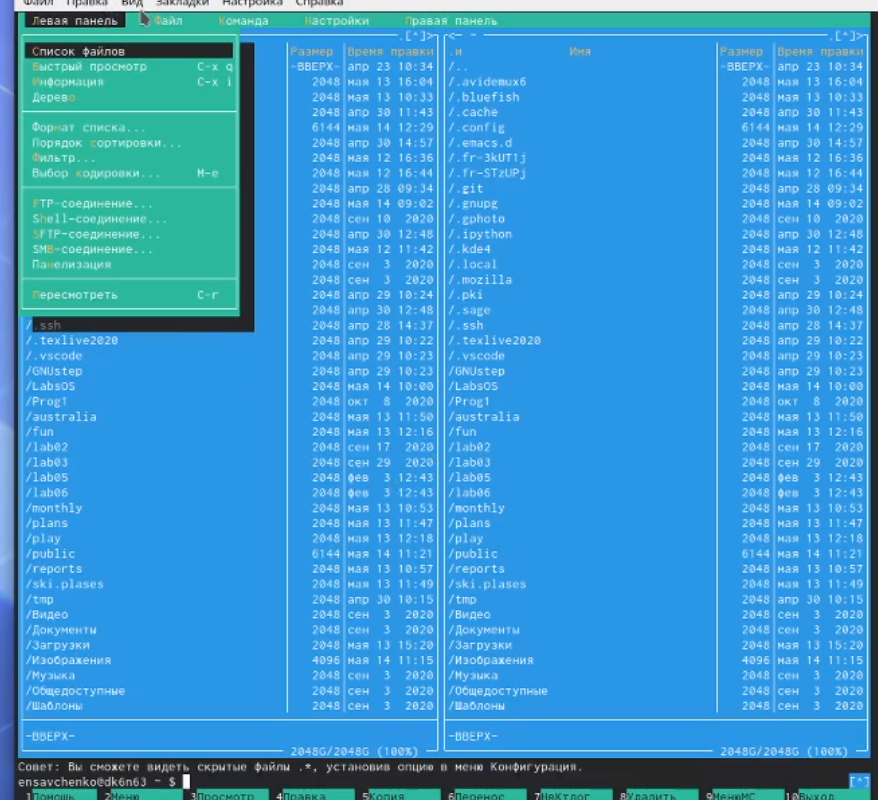 Файл Правка Вид Закладки Настройка Справка
Левая панель Файл Команда Настройки Правая панель
Список файлов
Быстрый просмотр C-x q
Информация C-x i
Дерево
Формат списка...
Порядок сортировки...
Фильтр...
Выбор кодировки... M-e
FTP-соединение...
Shell-соединение...
SFTP-соединение...
SMB-соединение...
Панелизация
Пересмотреть C-r
.[^]>
Размер Время правки
-ВВЕРХ- апр 23 10:34
2048 мая 13 16:04
2048 мая 13 10:33
2048 апр 30 11:43
6144 мая 14 12:29
2048 апр 30 14:57
2048 мая 12 16:36
2048 мая 12 16:44
2048 апр 28 09:34
2048 мая 14 09:02
2048 сен 10 2020
2048 апр 30 12:48
2048 мая 12 11:42
2048 сен 3 2020
2048 сен 3 2020
2048 апр 29 10:24
2048 апр 30 12:48
/.ssh 2048 апр 28 14:37
/.texlive2020 2048 апр 29 10:22
/.vscode 2048 апр 29 10:23
/GNUstep 2048 апр 29 10:23
/LabsOS 2048 мая 14 10:00
/Prog1 2048 окт 8 2020
/australia 2048 мая 13 11:50
/fun 2048 мая 13 12:16
/lab02 2048 сен 17 2020
/lab03 2048 сен 29 2020
/lab05 2048 фев 3 12:43
/lab06 2048 фев 3 12:43
/monthly 2048 мая 13 10:53
/plans 2048 мая 13 11:47
/play 2048 мая 13 12:18
/public 6144 мая 14 11:21
/reports 2048 мая 13 10:57
/ski.plases 2048 мая 13 11:49
/tmp 2048 апр 30 10:15
/Видео 2048 сен 3 2020
/Документы 2048 сен 3 2020
/Загрузки 2048 мая 13 15:20
/Изображения 4096 мая 14 11:15
/Музыка 2048 сен 3 2020
/Общедоступные 2048 сен 3 2020
/Шаблоны 2048 сен 3 2020
-ВВЕРХ-
2048G/2048G (100%)
<─ ~ .[^]>
.и Имя Размер Время правки
/.. -ВВЕРХ- апр 23 10:34
/.avidemux6 2048 мая 13 16:04
/.bluefish 2048 мая 13 10:33
/.cache 2048 апр 30 11:43
/.config 6144 мая 14 12:29
/.emacs.d 2048 апр 30 14:57
/.fr-3kUT1j 2048 мая 12 16:36
/.fr-STzUPj 2048 мая 12 16:44
/.git 2048 апр 28 09:34
/.gnupg 2048 мая 14 09:02
/.gphoto 2048 сен 10 2020
/.ipython 2048 апр 30 12:48
/.kde4 2048 мая 12 11:42
/.local 2048 сен 3 2020
/.mozilla 2048 сен 3 2020
/.pki 2048 апр 29 10:24
/.sage 2048 апр 30 12:48
/.ssh 2048 апр 28 14:37
/.texlive2020 2048 апр 29 10:22
/.vscode 2048 апр 29 10:23
/GNUstep 2048 апр 29 10:23
/LabsOS 2048 мая 14 10:00
/Prog1 2048 окт 8 2020
/australia 2048 мая 13 11:50
/fun 2048 мая 13 12:16
/lab02 2048 сен 17 2020
/lab03 2048 сен 29 2020
/lab05 2048 фев 3 12:43
/lab06 2048 фев 3 12:43
/monthly 2048 мая 13 10:53
/plans 2048 мая 13 11:47
/play 2048 мая 13 12:18
/public 6144 мая 14 11:21
/reports 2048 мая 13 10:57
/ski.plases 2048 мая 13 11:49
/tmp 2048 апр 30 10:15
/Видео 2048 сен 3 2020
/Документы 2048 сен 3 2020
/Загрузки 2048 мая 13 15:20
/Изображения 4096 мая 14 11:15
/Музыка 2048 сен 3 2020
/Общедоступные 2048 сен 3 2020
/Шаблоны 2048 сен 3 2020
-ВВЕРХ-
2048G/2048G (100%)
Совет: Вы сможете видеть скрытые файлы .*, установив опцию в меню Конфигурация.
ensavchenko@dk6n63 ~ $ [^]
1Помощь 2Меню 3Просмотр 4Правка 5Копия 6Перенос 7НвКтлог 8Удалить 9МенюMC 10Выход